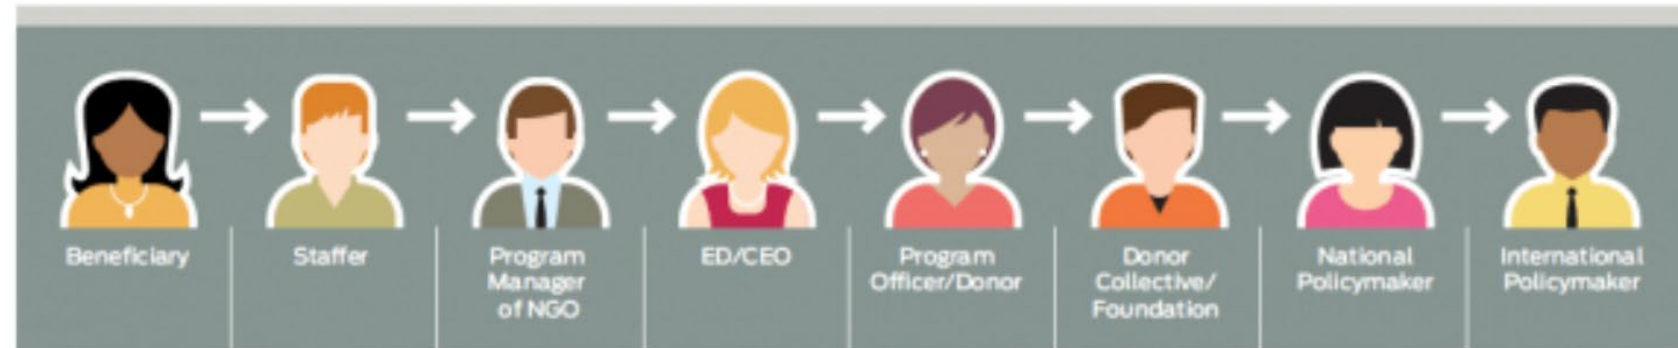 Beneficiary
Staffer
Program
Manager
of NGO
ED/CEO
Program
Officer/Donor
Donor
Collective/
Foundation
National
Policymaker
International
Policymaker